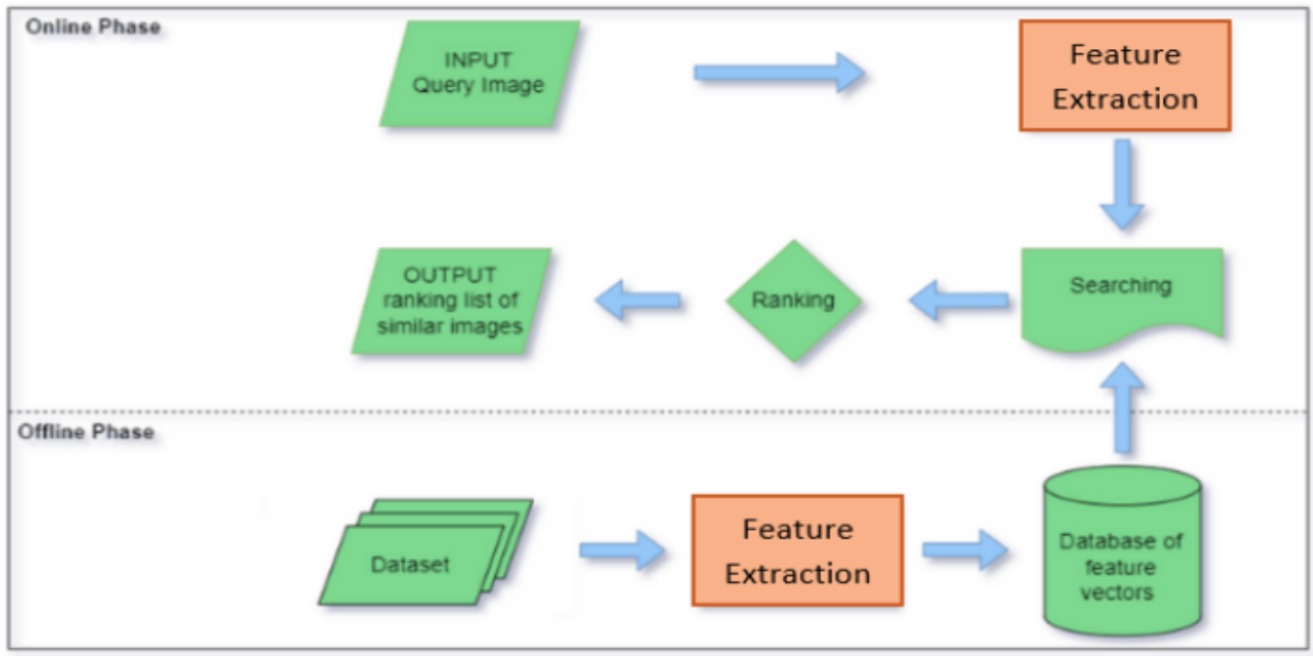 Online Phase
INPUT
Query Image
Feature
Extraction
OUTPUT
ranking list of
similar images
Ranking
Searching
Offline Phase
Dataset
Feature
Extraction
Database of
feature
vectors